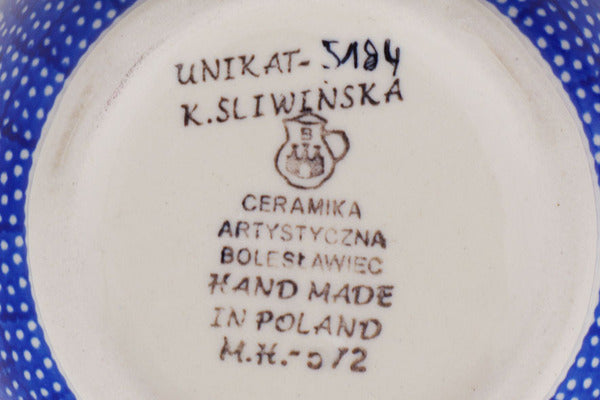 UNIKAT-5184
K. SLIWIŃSKA
B
CERAMIKA
ARTYSTYCZNA
BOLESŁAWIEC
HAND MADE
IN POLAND
M.H.-572